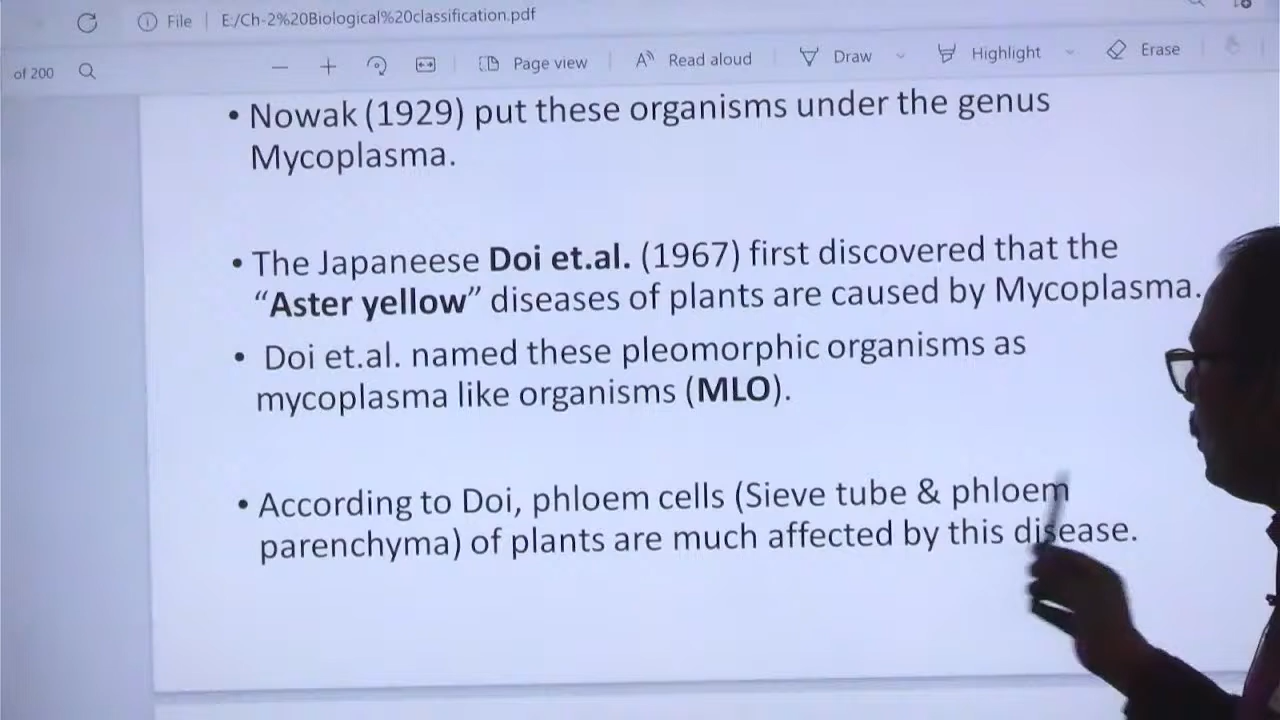 File | E:/Ch-2%20Biological%20classification.pdf
of 200 Page view Read aloud Draw Highlight Erase
• Nowak (1929) put these organisms under the genus
Mycoplasma.
• The Japaneese Doi et.al. (1967) first discovered that the
“Aster yellow” diseases of plants are caused by Mycoplasma.
• Doi et.al. named these pleomorphic organisms as
mycoplasma like organisms (MLO).
• According to Doi, phloem cells (Sieve tube & phloem
parenchyma) of plants are much affected by this disease.